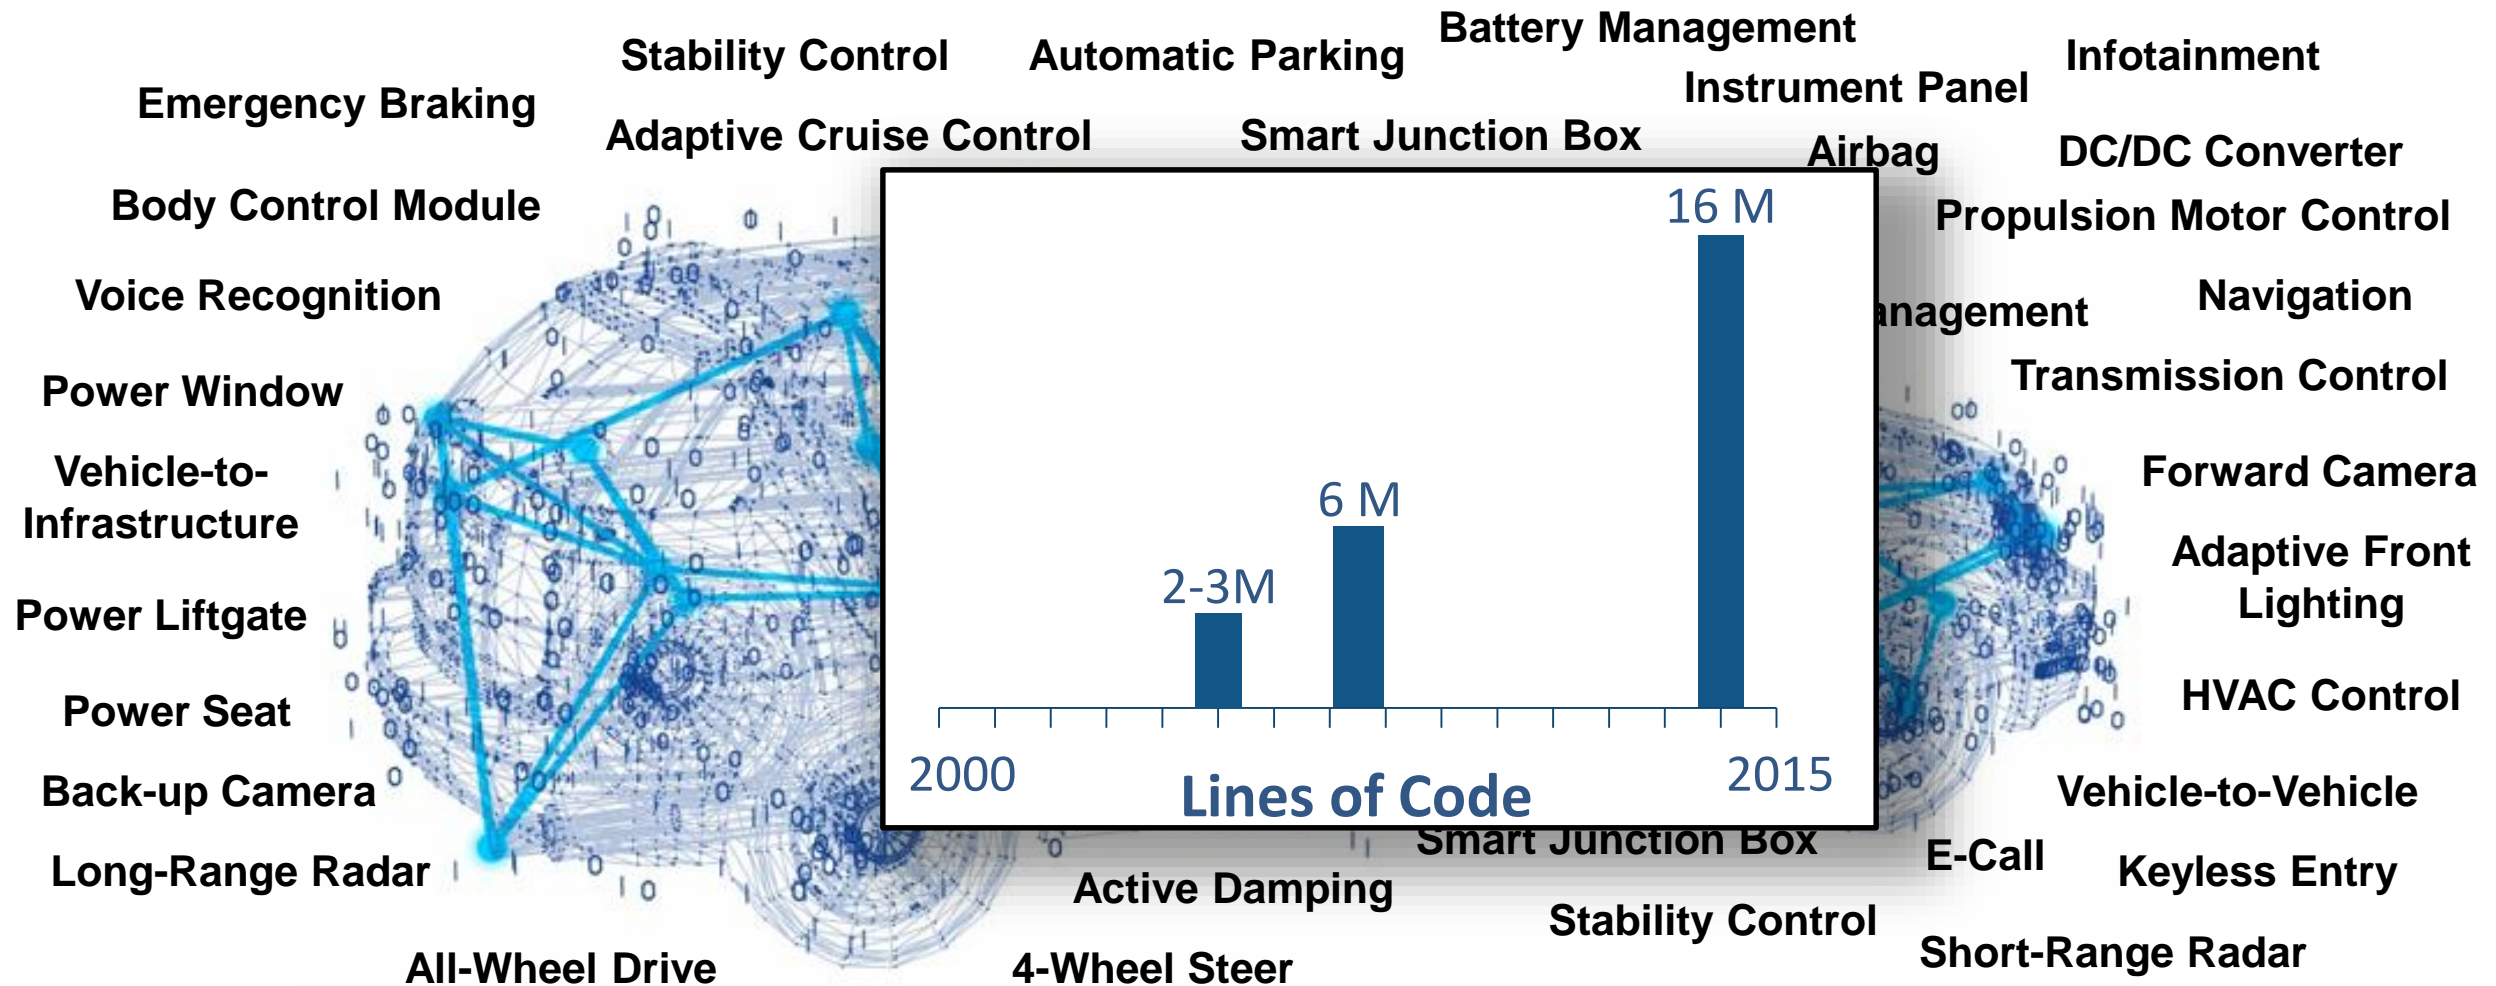 Battery Management
Stability Control
Automatic Parking
Infotainment
Instrument Panel
Emergency Braking
Adaptive Cruise Control
Smart Junction Box
Airbag
DC/DC Converter
Body Control Module
16 M
Propulsion Motor Control
Voice Recognition
Navigation
Transmission Control
Power Window
Vehicle-to-
Infrastructure
6 M
Forward Camera
2-3M
Adaptive Front
Lighting
Power Liftgate
Power Seat
HVAC Control
2000
2015
Lines of Code
Back-up Camera
Vehicle-to-Vehicle
Smart Junction Box
Long-Range Radar
E-Call
Keyless Entry
Active Damping
Stability Control
All-Wheel Drive
4-Wheel Steer
Short-Range Radar